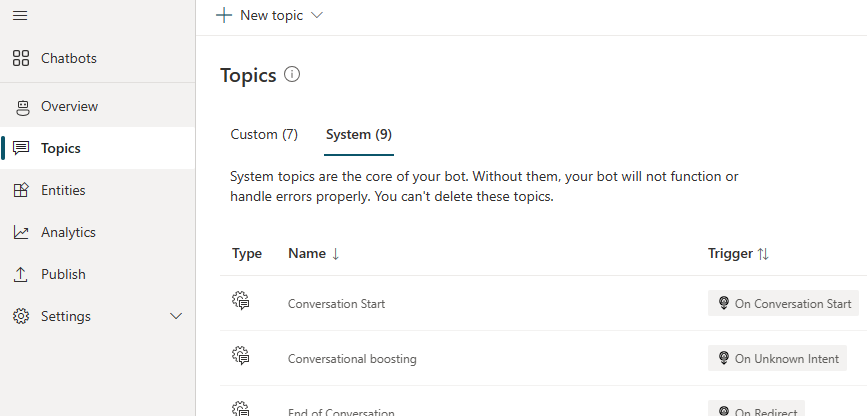 New topic
Chatbots
Overview
Topics
Entities
Analytics
Publish
Settings
Topics
Custom (7)
System (9)
System topics are the core of your bot. Without them, your bot will not function or
handle errors properly. You can't delete these topics.
Type Name Trigger
Conversation Start On Conversation Start
Conversational boosting On Unknown Intent
End of Conversation On Redirect